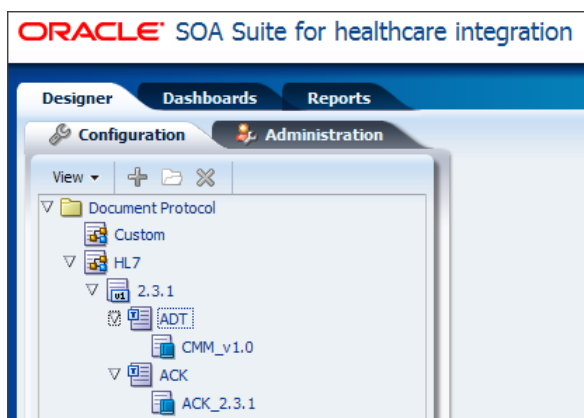 ORACLE SOA Suite for healthcare integration
Designer Dashboards Reports
Configuration Administration
View
Document Protocol
Custom
HL7
v1 2.3.1
ADT
CMM_v1.0
ACK
ACK_2.3.1